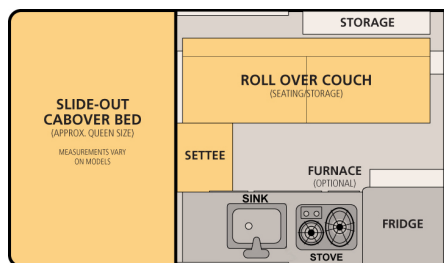 STORAGE
ROLL OVER COUCH
(SEATING/STORAGE)
SLIDE-OUT
CABOVER BED
(APPROX. QUEEN SIZE)
MEASUREMENTS VARY
ON MODELS
SETTEE
FURNACE
(OPTIONAL)
SINK
FRIDGE
STOVE